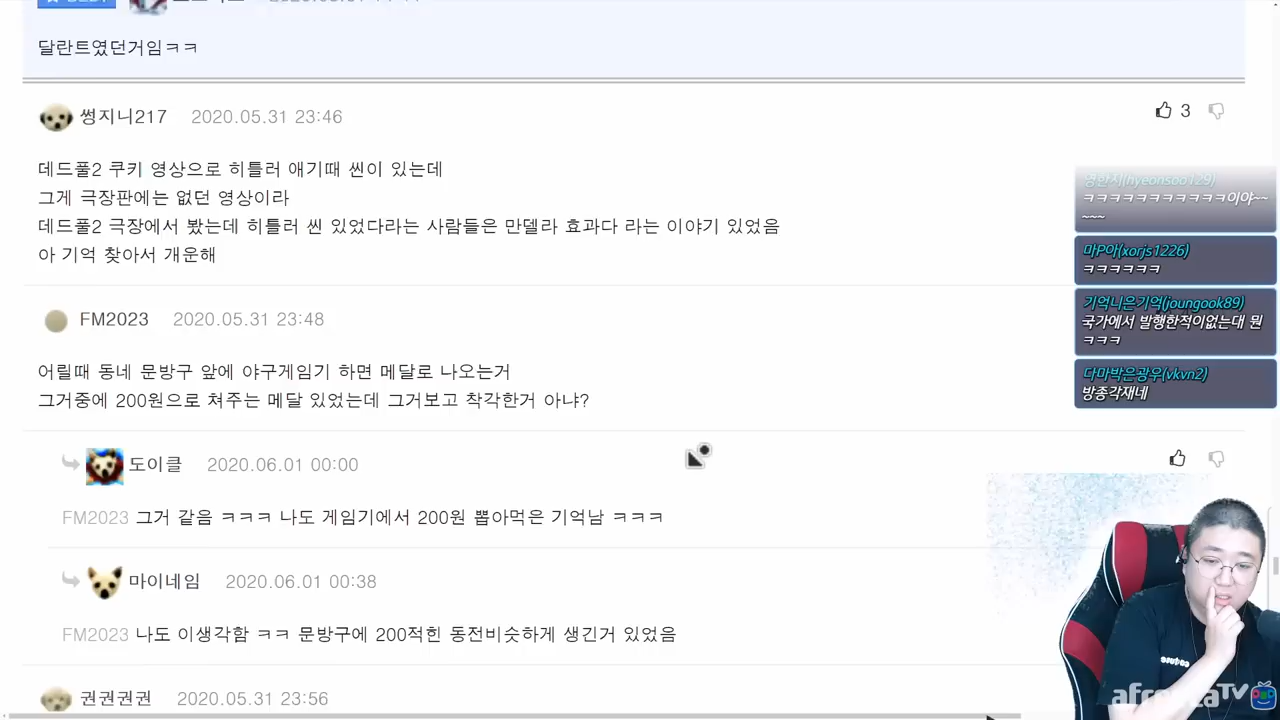 달란트였던거임ㅋㅋ
썽지니217 2020.05.31 23:46
3
데드풀2 쿠키 영상으로 히틀러 애기때 씬이 있는데
그게 극장판에는 없던 영상이라
데드풀2 극장에서 봤는데 히틀러 씬 있었다라는 사람들은 만델라 효과다 라는 이야기 있었음
아 기억 찾아서 개운해
FM2023 2020.05.31 23:48
어릴때 동네 문방구 앞에 야구게임기 하면 메달로 나오는거
그거중에 200원으로 쳐주는 메달 있었는데 그거보고 착각한거 아냐?
도이클 2020.06.01 00:00
FM2023 그거 같음 ㅋㅋㅋ 나도 게임기에서 200원 뽑아먹은 기억남 ㅋㅋㅋ
마이네임 2020.06.01 00:38
FM2023 나도 이생각함 ㅋㅋ 문방구에 200적힌 동전비슷하게 생긴거 있었음
권권권권 2020.05.31 23:56
(hyeonsoo129)
ㅋㅋㅋㅋㅋㅋㅋㅋㅋㅋㅋ이야~~
~~~
마P아(xorjs1226)
ㅋㅋㅋㅋㅋㅋ
기억니은기억(joungook89)
국가에서 발행한적이없는대 뭔
ㅋㅋㅋ
다마박은광우(vkvn2)
방종각재네